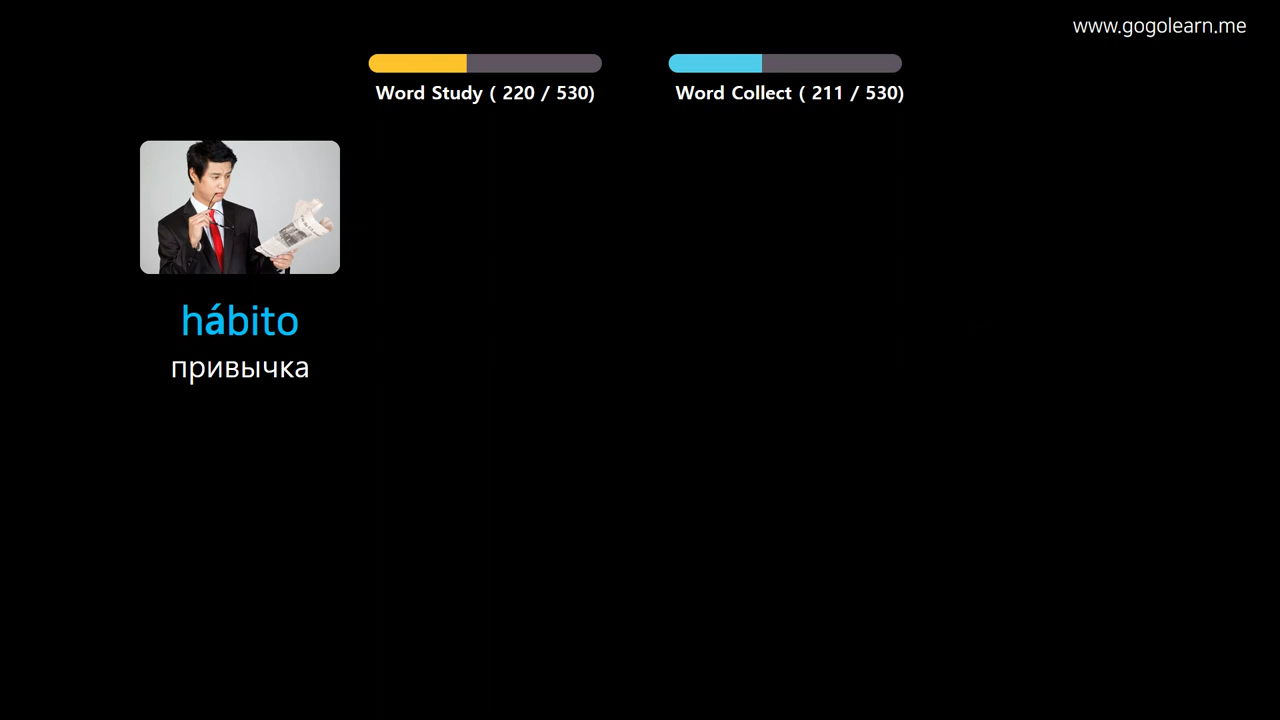 www.gogolearn.me
Word Study ( 220 / 530)
Word Collect ( 211 / 530)
hábito
привычка